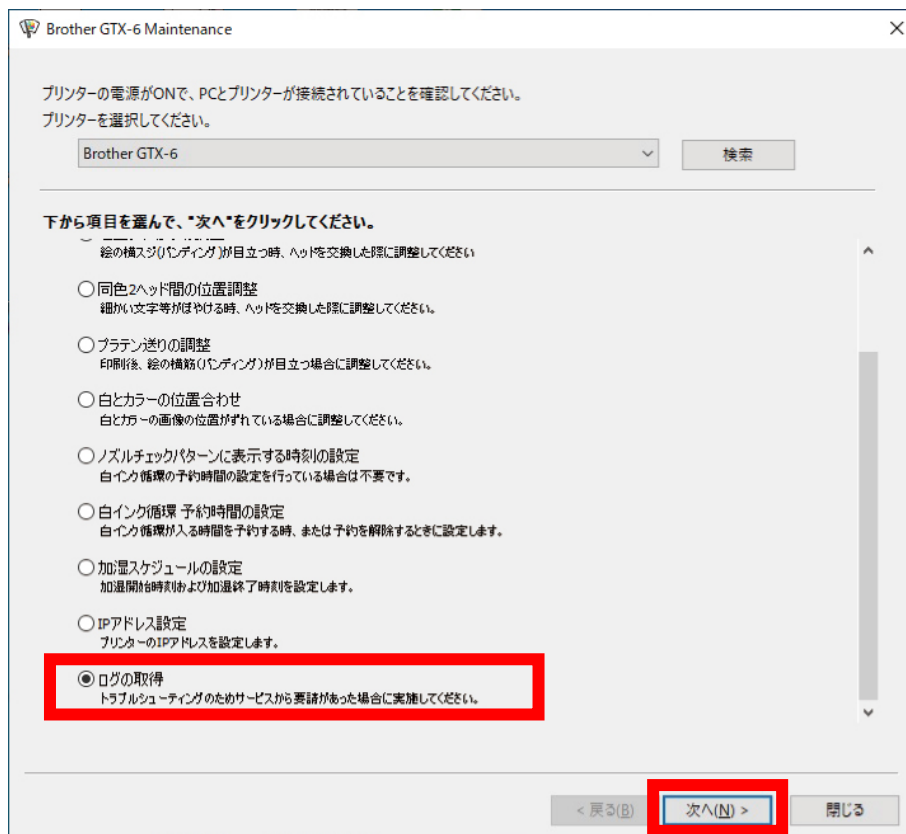 Brother GTX-6 Maintenance
プリンターの電源がONで、PCとプリンターが接続されていることを確認してください。
プリンターを選択してください。
Brother GTX-6
検索
下から項目を選んで、"次へ"をクリックしてください。
絵の横スジ(バンディング)が目立つ時、ヘッドを交換した際に調整してください
同色2ヘッド間の位置調整
細かい文字等がぼやける時、ヘッドを交換した際に調整してください。
プラテン送りの調整
印刷後、絵の横筋(バンディング)が目立つ場合に調整してください。
白とカラーの位置合わせ
白とカラーの画像の位置がずれている場合に調整してください。
ノズルチェックパターンに表示する時刻の設定
白インク循環の予約時間の設定を行っている場合は不要です。
白インク循環 予約時間の設定
白インク循環が入る時間を予約する時、または予約を解除するときに設定します。
加湿スケジュールの設定
加湿開始時刻および加湿終了時刻を設定します。
IPアドレス設定
プリンターのIPアドレスを設定します。
ログの取得
トラブルシューティングのためサービスから要請があった場合に実施してください。
< 戻る(B)
次へ(N) >
閉じる